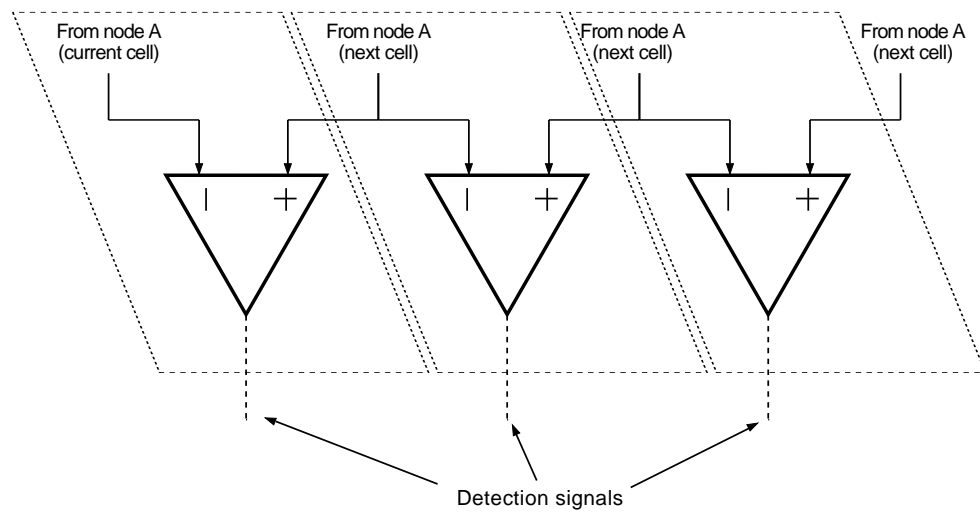 From node A
(current cell)
From node A
(next cell)
From node A
(next cell)
From node A
(next cell)
− +
− +
− +
Detection signals